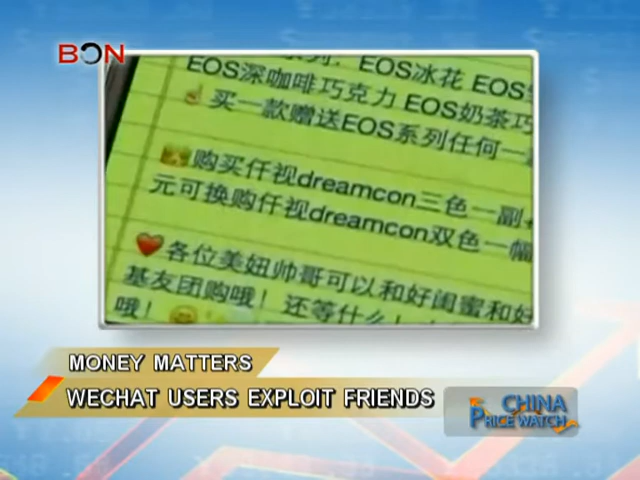 BON
EOS冰花 EOS
EOS深咖啡巧克力 EOS奶茶巧
买一款赠送EOS系列任何一
购买仟视dreamcon三色一副
元可换购仟视dreamcon双色一幅
各位美妞帅哥可以和好闺蜜和好
基友团购哦！还等什么！
哦！
MONEY MATTERS
WECHAT USERS EXPLOIT FRIENDS
CHINA
PRICE WATCH